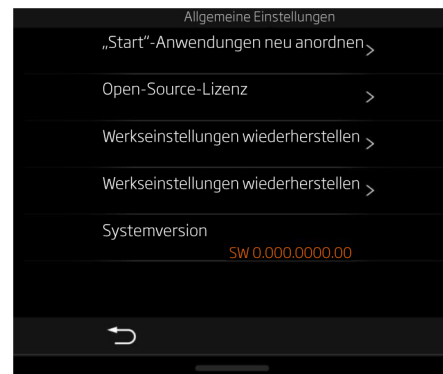 Allgemeine Einstellungen
„Start“-Anwendungen neu anordnen
Open-Source-Lizenz
Werkseinstellungen wiederherstellen
Werkseinstellungen wiederherstellen
Systemversion
SW 0.000.0000.00